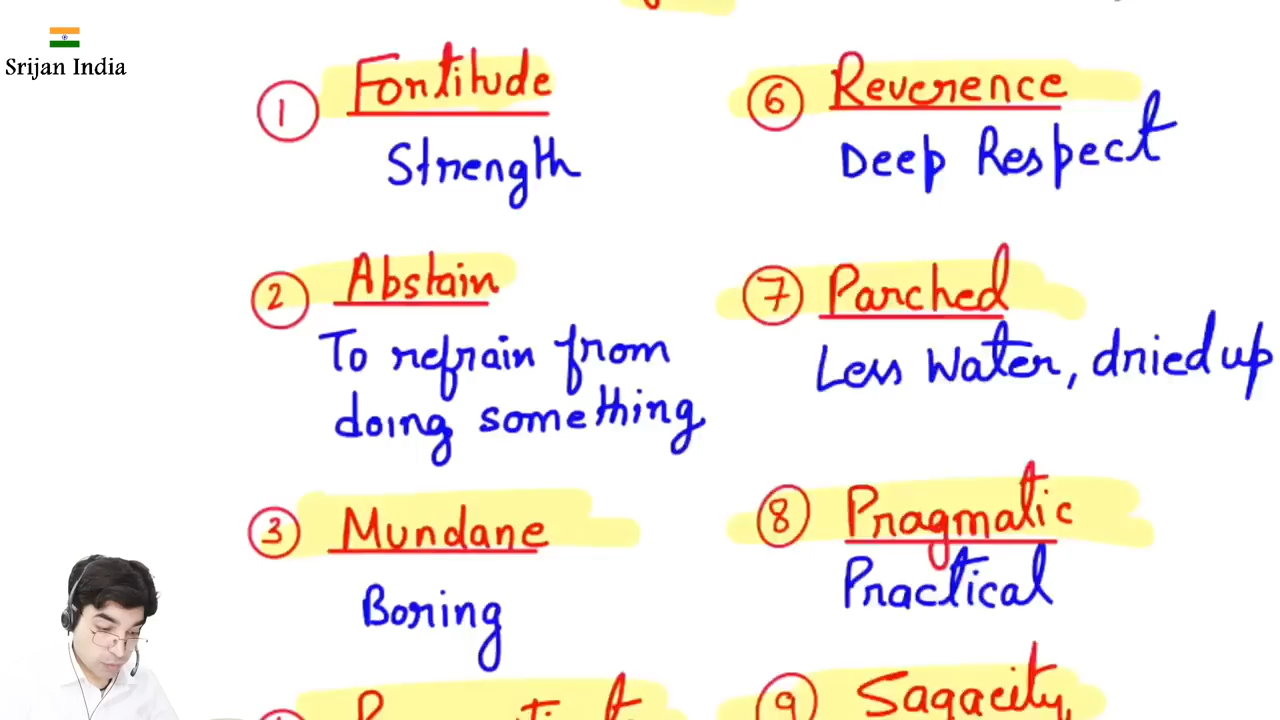 Srijan India
1 Fortitude
Strength
2 Abstain
To refrain from
doing something
3 Mundane
Boring
6 Reverence
Deep Respect
7 Parched
Less Water, dried up
8 Pragmatic
Practical
9 Sagacity